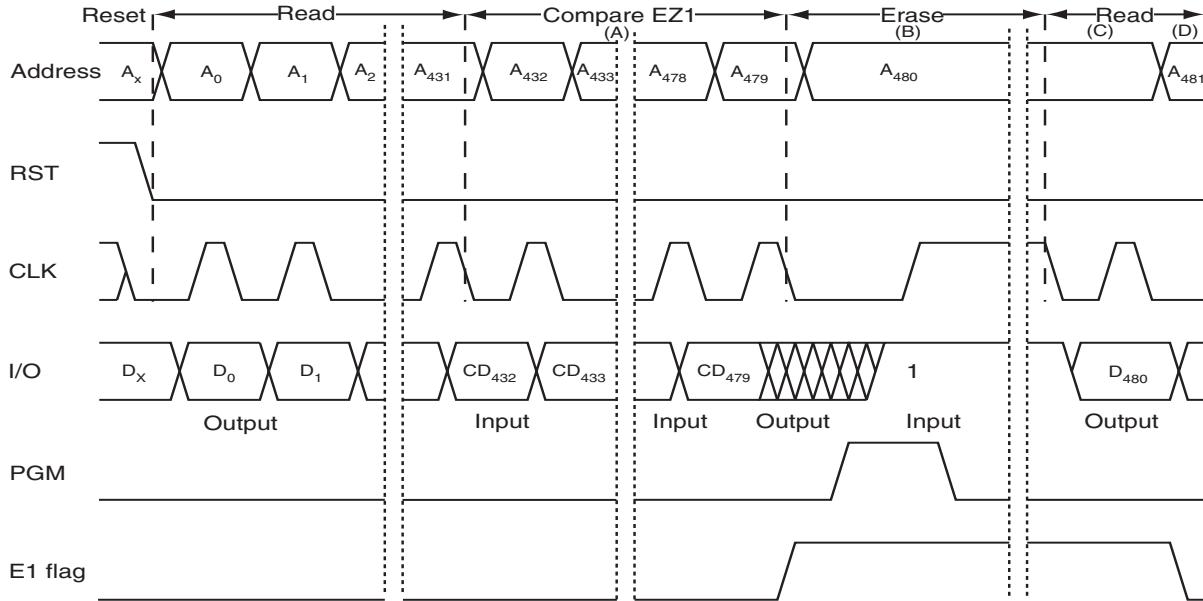 Reset Read Compare EZ1 Erase Read
(A) (B) (C) (D)
Address Aₓ A₀ A₁ A₂ A₄₃₁ A₄₃₂ A₄₃₃ A₄₇₈ A₄₇₉ A₄₈₀ A₄₈₁
RST
CLK
I/O Dₓ D₀ D₁ CD₄₃₂ CD₄₃₃ CD₄₇₉ 1 D₄₈₀
Output Input Input Output Input Output
PGM
E1 flag